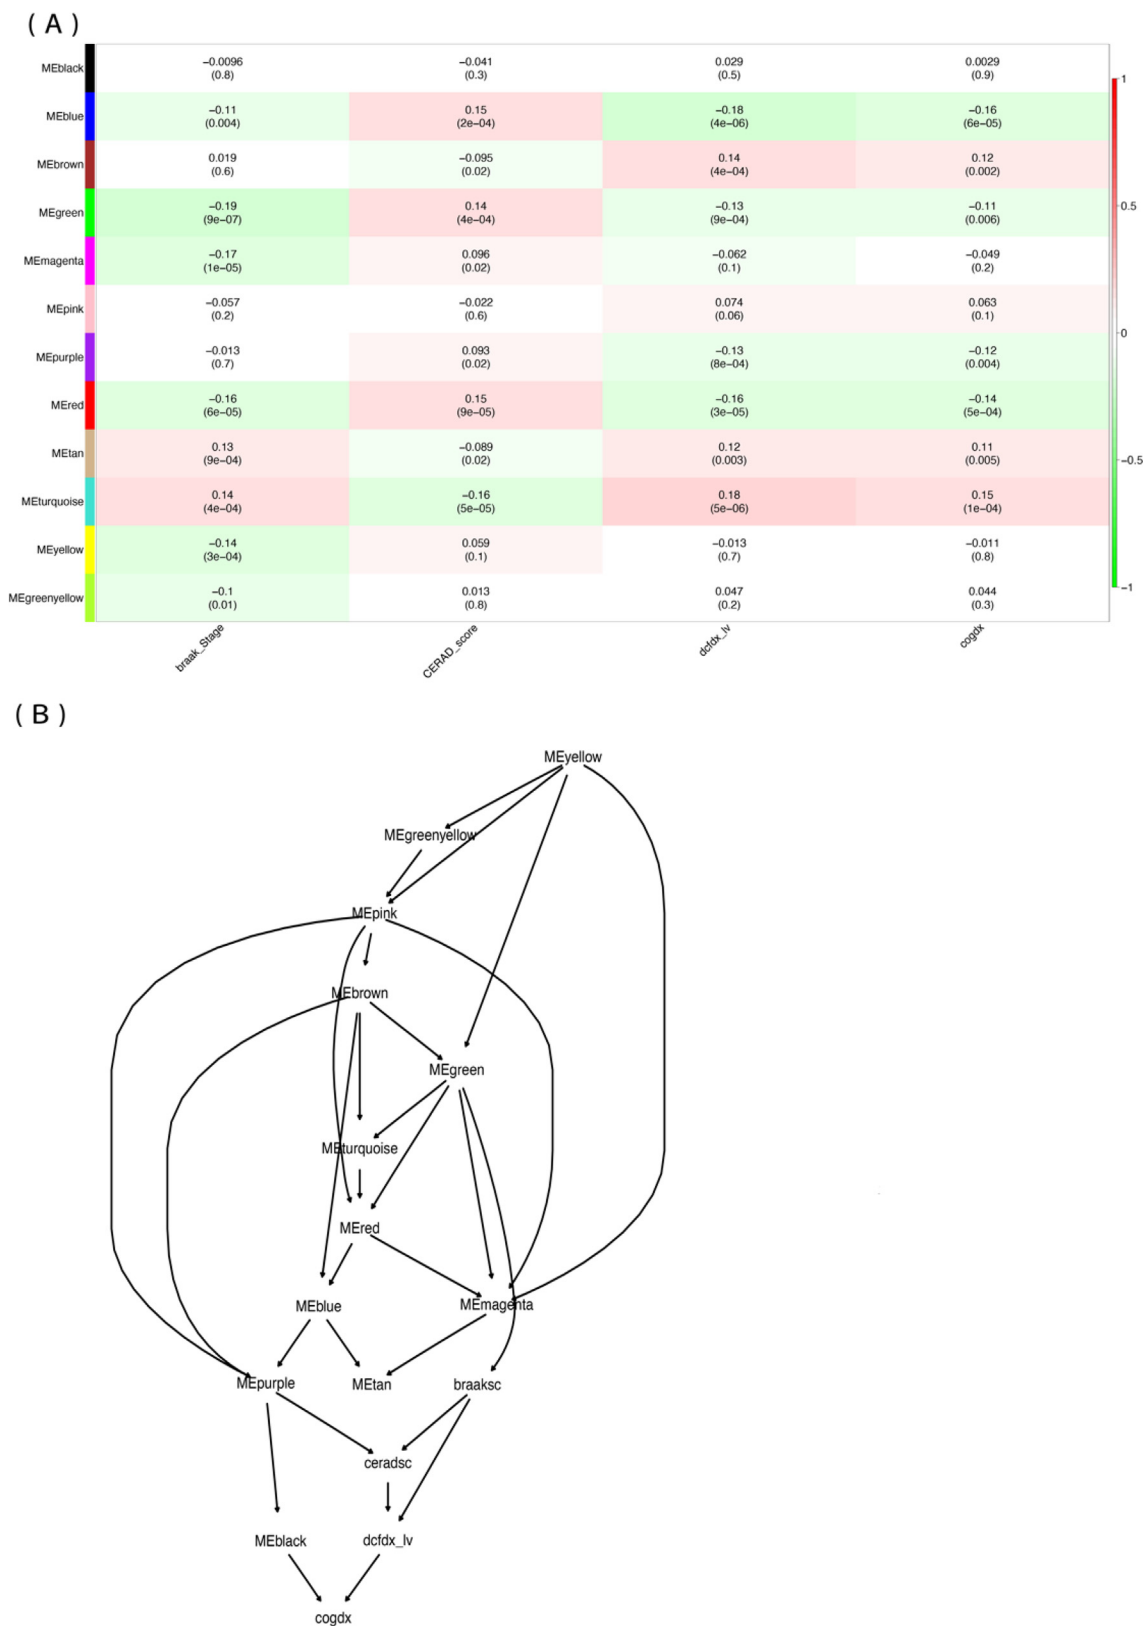 ( A )
MEblack −0.0096 −0.041 0.029 0.0029
(0.8) (0.3) (0.5) (0.9)
MEblue −0.11 0.15 −0.18 −0.16
(0.004) (2e−04) (4e−06) (6e−05)
MEbrown 0.019 −0.095 0.14 0.12
(0.6) (0.02) (4e−04) (0.002)
MEgreen −0.19 0.14 −0.13 −0.11
(9e−07) (4e−04) (9e−04) (0.006)
MEmagenta −0.17 0.096 −0.062 −0.049
(1e−05) (0.02) (0.1) (0.2)
MEpink −0.057 −0.022 0.074 0.063
(0.2) (0.6) (0.06) (0.1)
MEpurple −0.013 0.093 −0.13 −0.12
(0.7) (0.02) (8e−04) (0.004)
MEred −0.16 0.15 −0.16 −0.14
(6e−05) (9e−05) (3e−05) (5e−04)
MEtan 0.13 −0.089 0.12 0.11
(9e−04) (0.02) (0.003) (0.005)
MEturquoise 0.14 −0.16 0.18 0.15
(4e−04) (5e−05) (5e−06) (1e−04)
MEyellow −0.14 0.059 −0.013 −0.011
(3e−04) (0.1) (0.7) (0.8)
MEgreenyellow −0.1 0.013 0.047 0.044
(0.01) (0.8) (0.2) (0.3)
braak_Stage CERAD_score dcfdx_lv cogdx
1
0.5
0
−0.5
−1
( B )
MEyellow
MEgreenyellow
MEpink
MEbrown
MEgreen
MEturquoise
MEred
MEblue MEmagenta
MEpurple MEtan braaksc
ceradsc
MEblack dcfdx_lv
cogdx